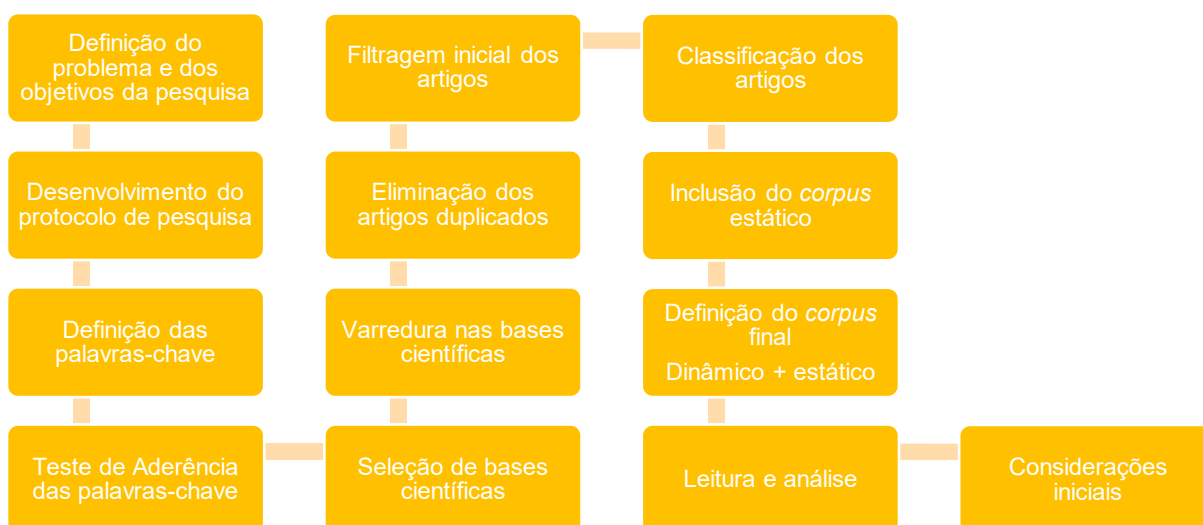 Definição do
problema e dos
objetivos da pesquisa
Desenvolvimento do
protocolo de pesquisa
Definição das
palavras-chave
Teste de Aderência
das palavras-chave
Seleção de bases
científicas
Varredura nas bases
científicas
Eliminação dos
artigos duplicados
Filtragem inicial dos
artigos
Classificação dos
artigos
Inclusão do corpus
estático
Definição do corpus
final
Dinâmico + estático
Leitura e análise
Considerações
iniciais